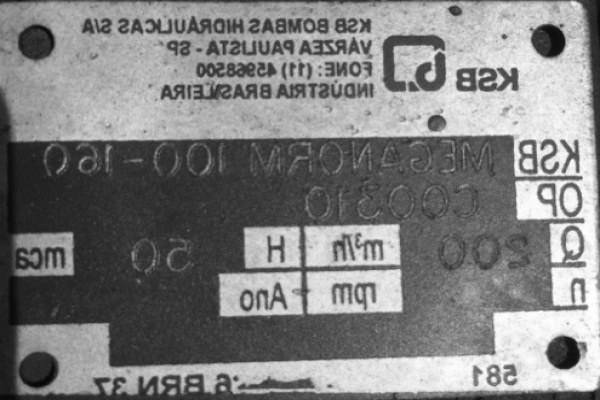 KSB BOMBAS HIDRÁULICAS S/A
VÁRZEA PAULISTA - SP
FONE: (11) 45968500
INDÚSTRIA BRASILEIRA
KSB
KSB MEGANORM 100-160
OP C00310
Q 200 m³/h H 50 mca
n rpm Ano
581 6 BRN 37